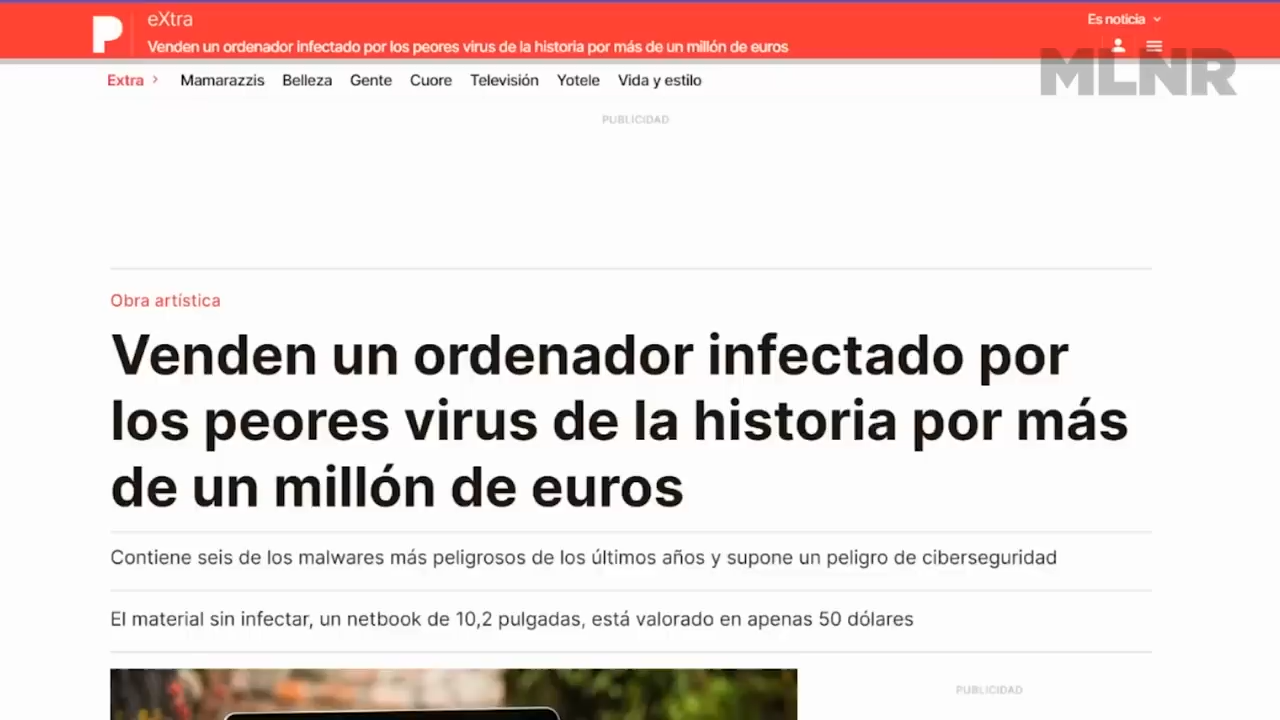 P
eXtra
Es noticia
Venden un ordenador infectado por los peores virus de la historia por más de un millón de euros
MLNR
Extra
Mamarazzis
Belleza
Gente
Cuore
Televisión
Yotele
Vida y estilo
PUBLICIDAD
Obra artística
Venden un ordenador infectado por
los peores virus de la historia por más
de un millón de euros
Contiene seis de los malwares más peligrosos de los últimos años y supone un peligro de ciberseguridad
El material sin infectar, un netbook de 10,2 pulgadas, está valorado en apenas 50 dólares
PUBLICIDAD